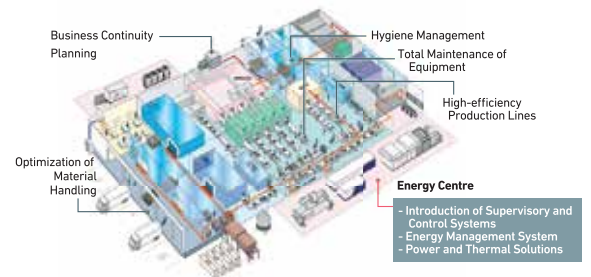 Business Continuity
Planning
Hygiene Management
Total Maintenance of
Equipment
High-efficiency
Production Lines
Optimization of
Material
Handling
Energy Centre
- Introduction of Supervisory and
Control Systems
- Energy Management System
- Power and Thermal Solutions